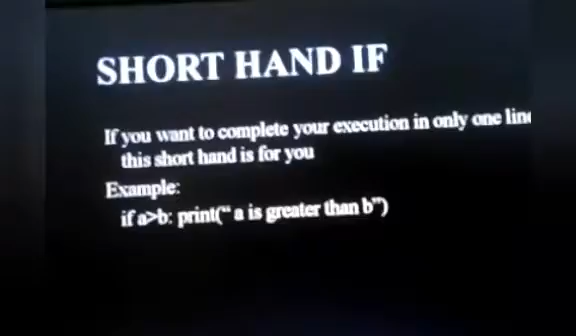 SHORT HAND IF
If you want to complete your execution in only one line
this short hand is for you
Example:
if a>b: print(“ a is greater than b”)